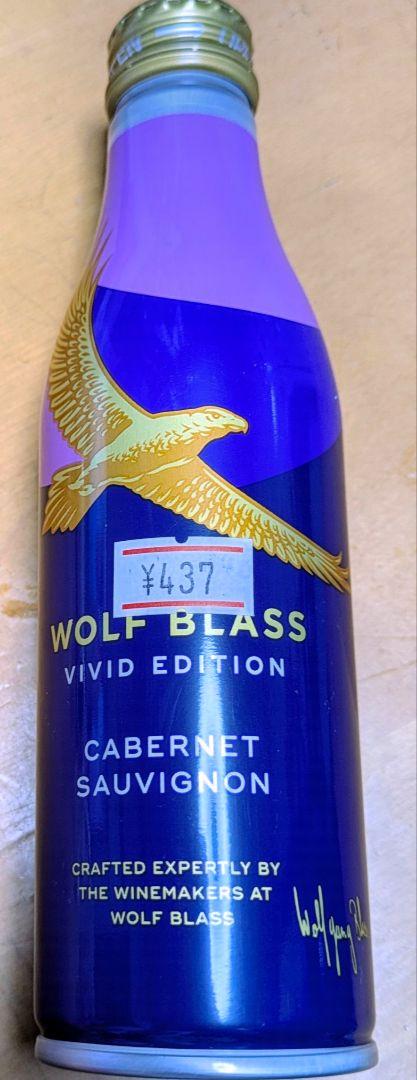 ¥437
WOLF BLASS
VIVID EDITION
CABERNET
SAUVIGNON
CRAFTED EXPERTLY BY
THE WINEMAKERS AT
WOLF BLASS